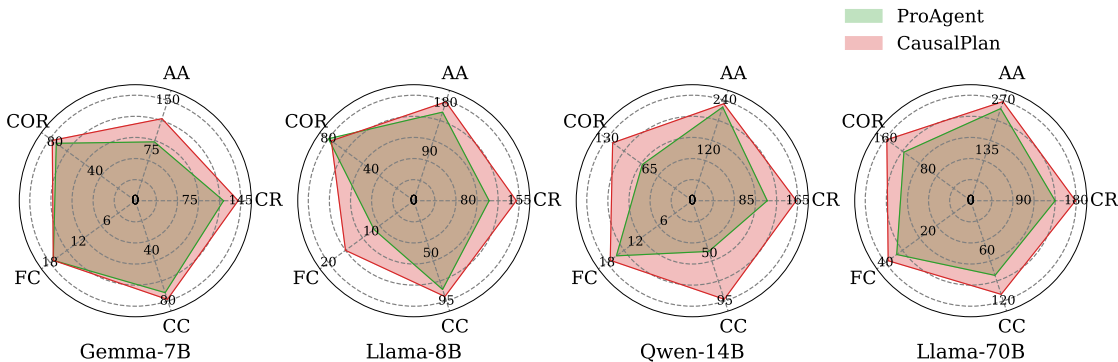 ProAgent
CausalPlan
AA
150
COR
80
75
40
0
75
145
CR
6
12
40
18
FC
80
CC
Gemma-7B
AA
180
COR
80
90
40
0
80
155
CR
10
50
20
FC
95
CC
Llama-8B
AA
240
COR
130
120
65
0
85
165
CR
12
6
50
18
FC
95
CC
Qwen-14B
AA
270
COR
160
135
80
0
90
180
CR
20
60
40
FC
120
CC
Llama-70B